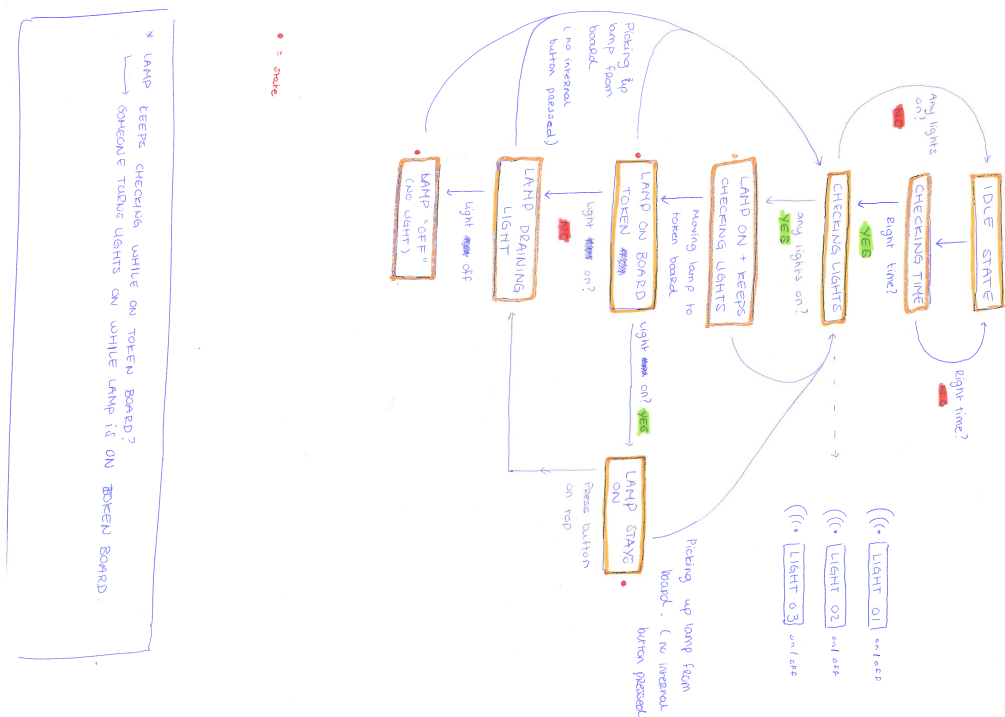 IDLE STATE
CHECKING TIME
Right time?
NO
Any lights
on?
NO
Right time?
YES
CHECKING LIGHTS
any lights on?
YES
LIGHT 01
on/off
LIGHT 02
on/off
LIGHT 03
on/off
LAMP ON + KEEPS
CHECKING LIGHTS
Moving lamp to
token board
Picking up
lamp from
board
(no internal
button pressed)
LAMP ON BOARD
TOKEN
Light on?
YES
LAMP STAYS
ON
Picking up lamp from
board. (no internal
button pressed
Light on?
NO
Press button
on top
LAMP DRAINING
LIGHT
Light off
LAMP "OFF"
(NO LIGHT)
= state
* LAMP KEEPS CHECKING WHILE ON TOKEN BOARD?
SOMEONE TURNS LIGHTS ON WHILE LAMP IS ON TOKEN BOARD.